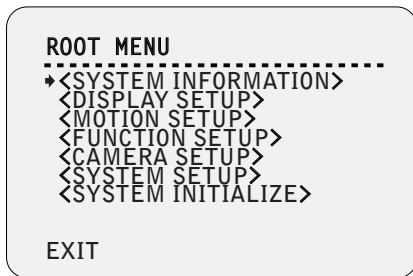 ROOT MENU
<SYSTEM INFORMATION>
<DISPLAY SETUP>
<MOTION SETUP>
<FUNCTION SETUP>
<CAMERA SETUP>
<SYSTEM SETUP>
<SYSTEM INITIALIZE>
EXIT